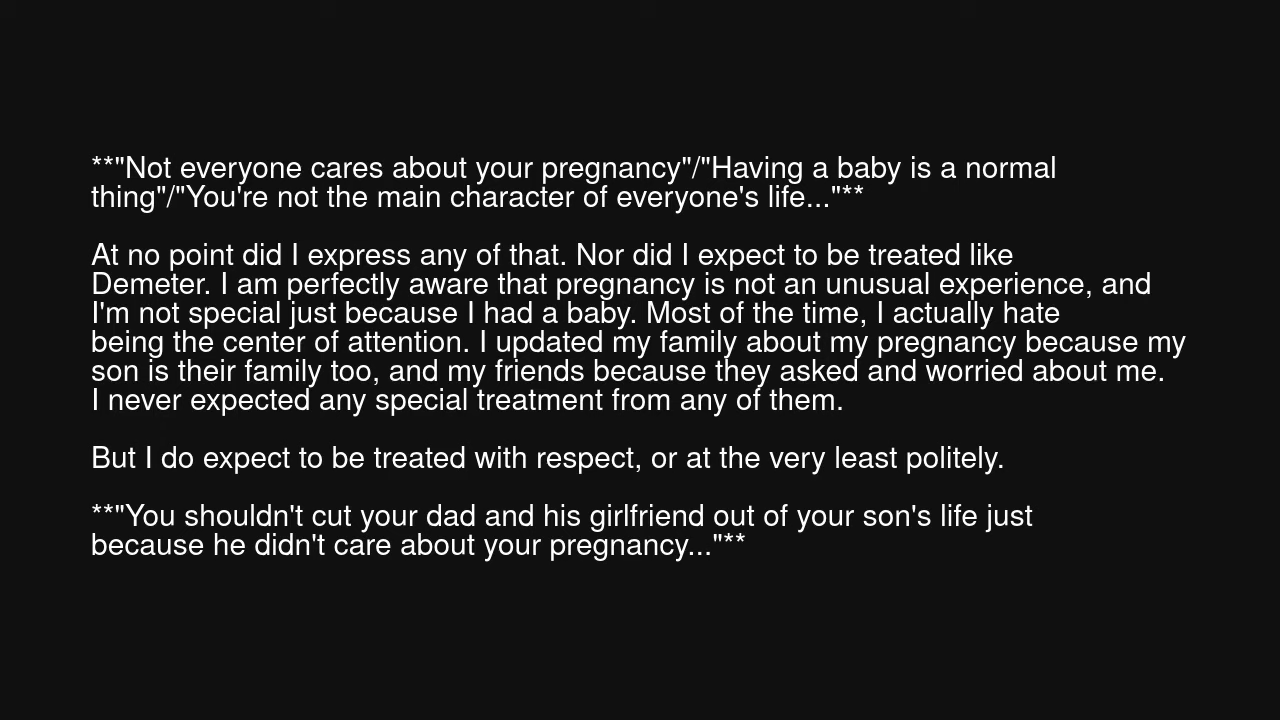 **"Not everyone cares about your pregnancy"/"Having a baby is a normal
thing"/"You're not the main character of everyone's life..."**
At no point did I express any of that. Nor did I expect to be treated like
Demeter. I am perfectly aware that pregnancy is not an unusual experience, and
I'm not special just because I had a baby. Most of the time, I actually hate
being the center of attention. I updated my family about my pregnancy because my
son is their family too, and my friends because they asked and worried about me.
I never expected any special treatment from any of them.
But I do expect to be treated with respect, or at the very least politely.
**"You shouldn't cut your dad and his girlfriend out of your son's life just
because he didn't care about your pregnancy..."**